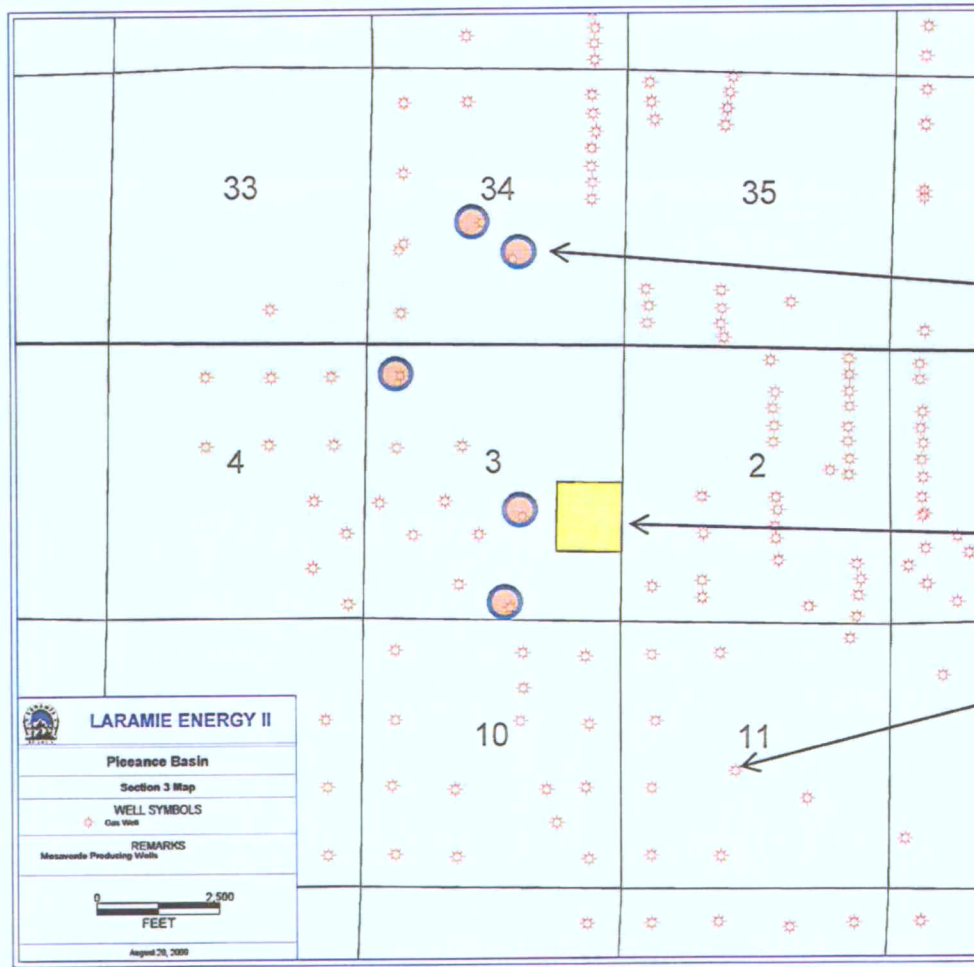 33
34
35
4
3
2
10
11
LARAMIE ENERGY II
Piceance Basin
Section 3 Map
WELL SYMBOLS
Gas Well
REMARKS
Mesaverde Producing Wells
0 2,500
FEET